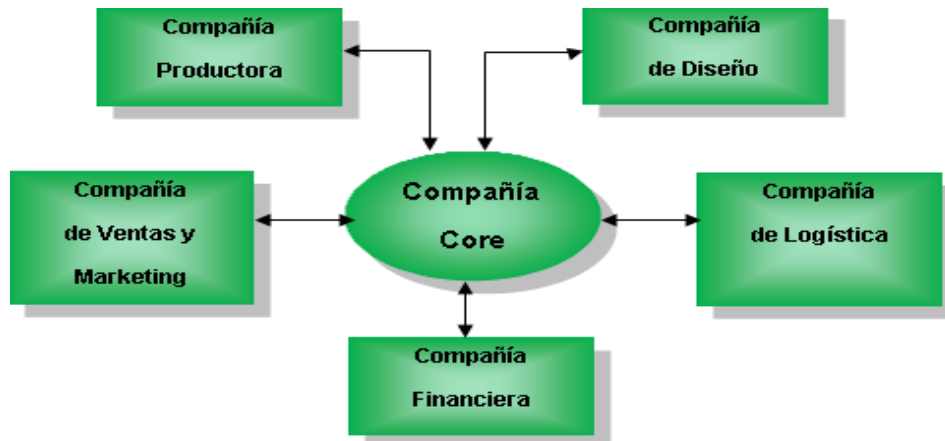 Compañía
Productora
Compañía
de Diseño
Compañía
de Ventas y
Marketing
Compañía
Core
Compañía
de Logística
Compañía
Financiera